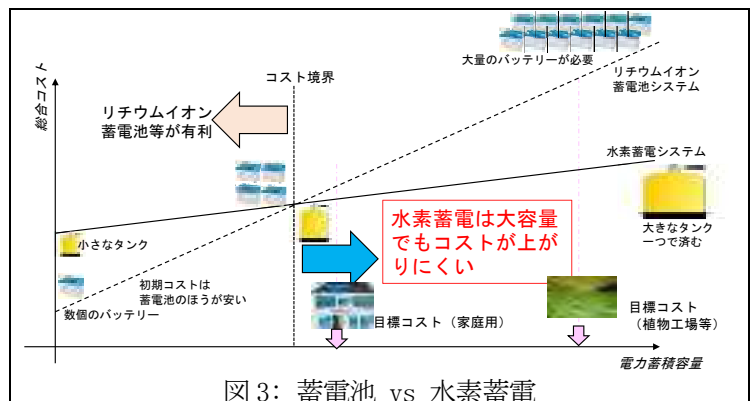 大量のバッテリーが必要
コスト境界
リチウムイオン
蓄電池システム
総合コスト
リチウムイオン
蓄電池等が有利
水素蓄電システム
水素蓄電は大容量
でもコストが上が
りにくい
小さなタンク
大きなタンク
一つで済む
初期コストは
蓄電池のほうが安い
数個のバッテリー
目標コスト（家庭用）
目標コスト
（植物工場等）
電力蓄積容量
図3: 蓄電池 vs 水素蓄電